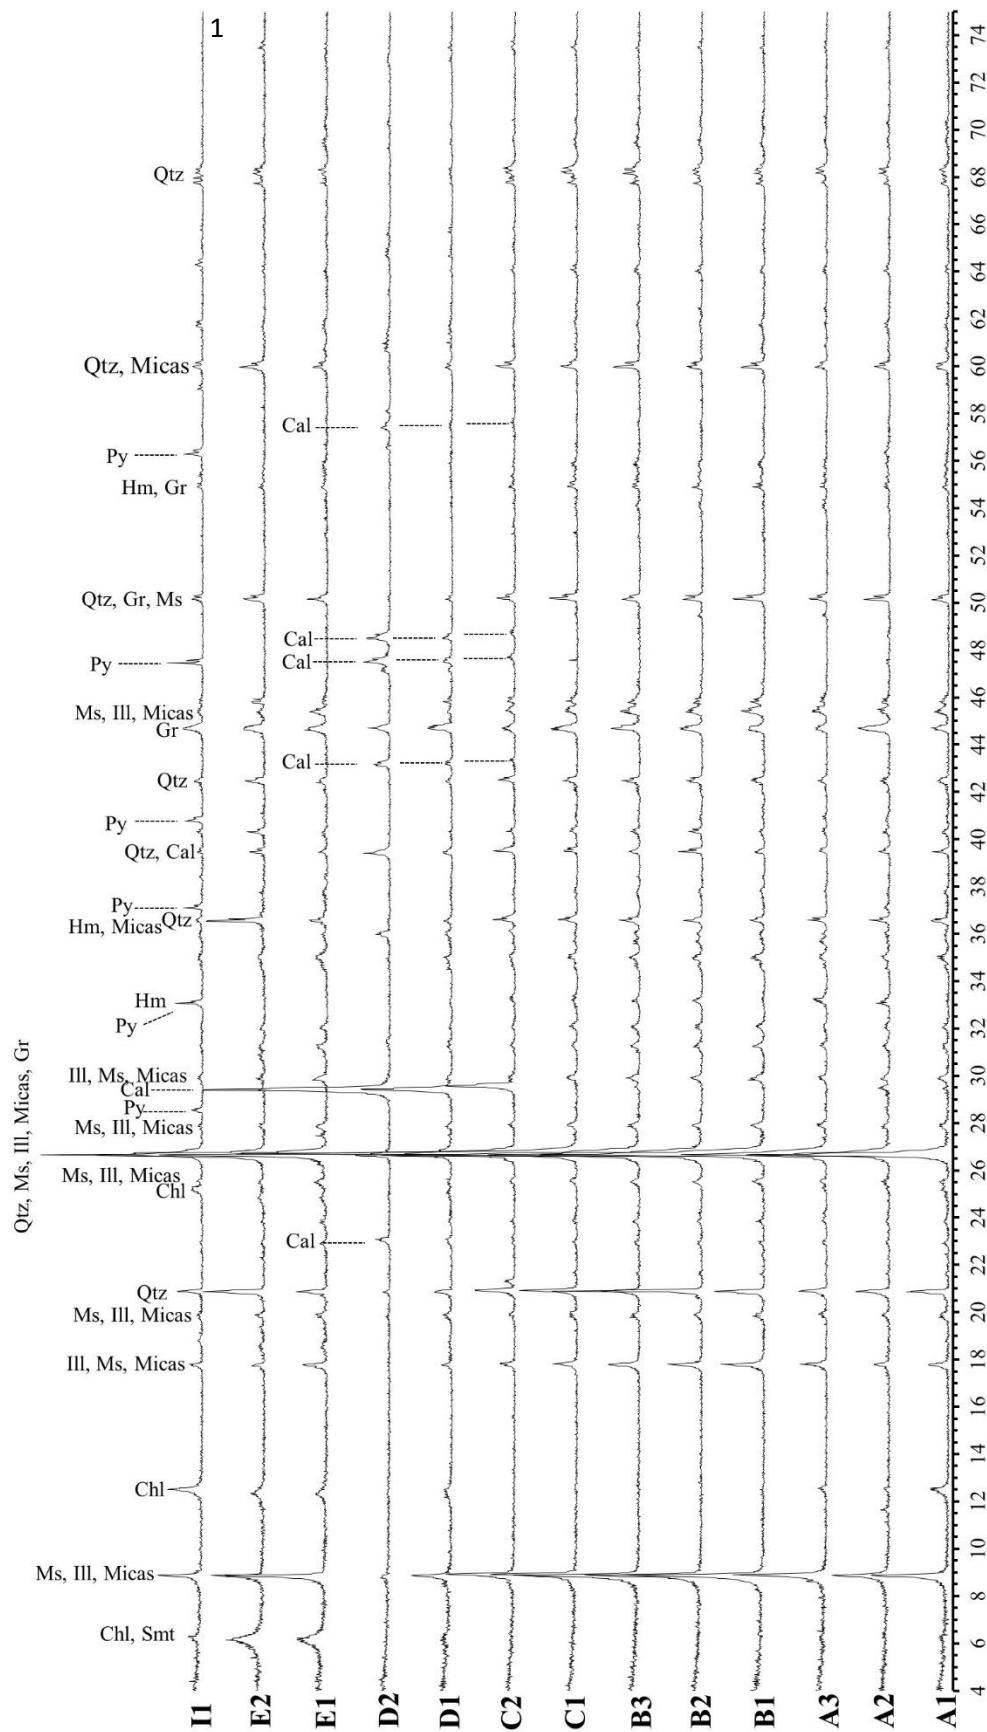 1
Qtz
Qtz, Micas
Cal
Py
Hm, Gr
Qtz, Gr, Ms
Cal
Cal
Py
Ms, Ill, Micas
Gr
Cal
Qtz
Py
Qtz, Cal
Py
Qtz
Hm, Micas
Hm
Py
Ill, Ms, Micas
Cal
Py
Ms, Ill, Micas
Qtz, Ms, Ill, Micas, Gr
Ms, Ill, Micas
Chl
Cal
Qtz
Ms, Ill, Micas
Ill, Ms, Micas
Chl
Ms, Ill, Micas
Chl, Smt
I1 E2 E1 D2 D1 C2 C1 B3 B2 B1 A3 A2 A1
4 6 8 10 12 14 16 18 20 22 24 26 28 30 32 34 36 38 40 42 44 46 48 50 52 54 56 58 60 62 64 66 68 70 72 74